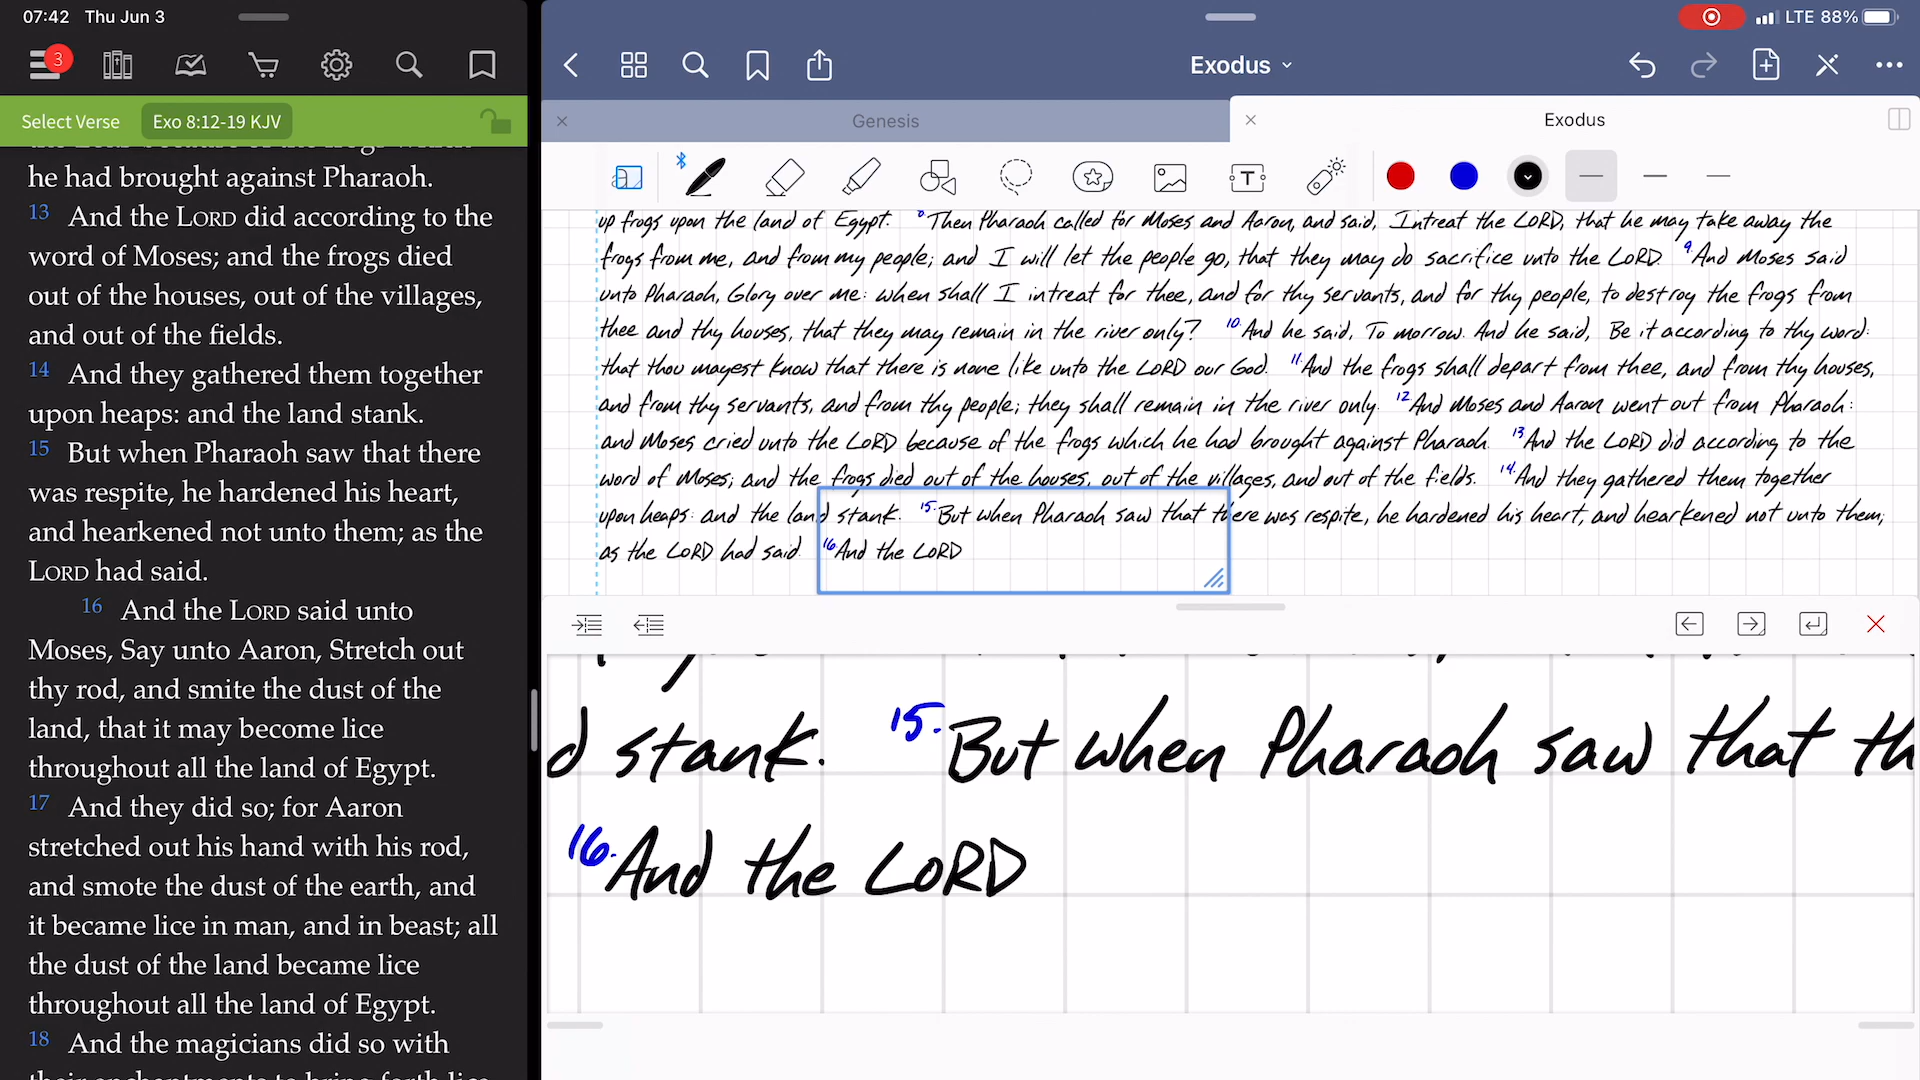 07:42 Thu Jun 3
3
Select Verse Exo 8:12-19 KJV
he had brought against Pharaoh.
13 And the LORD did according to the
word of Moses; and the frogs died
out of the houses, out of the villages,
and out of the fields.
14 And they gathered them together
upon heaps: and the land stank.
15 But when Pharaoh saw that there
was respite, he hardened his heart,
and hearkened not unto them; as the
LORD had said.
16 And the LORD said unto
Moses, Say unto Aaron, Stretch out
thy rod, and smite the dust of the
land, that it may become lice
throughout all the land of Egypt.
17 And they did so; for Aaron
stretched out his hand with his rod,
and smote the dust of the earth, and
it became lice in man, and in beast; all
the dust of the land became lice
throughout all the land of Egypt.
18 And the magicians did so with
LTE 88%
Exodus
Genesis
Exodus
T
up frogs upon the land of Egypt. 8 Then Pharaoh called for Moses and Aaron, and said, Intreat the LORD, that he may take away the
frogs from me, and from my people; and I will let the people go, that they may do sacrifice unto the LORD. 9. And Moses said
unto Pharaoh, Glory over me: when shall I intreat for thee, and for thy servants, and for thy people, to destroy the frogs from
thee and thy houses, that they may remain in the river only? 10. And he said, To morrow. And he said, Be it according to thy word:
that thou mayest know that there is none like unto the LORD our God. 11. And the frogs shall depart from thee, and from thy houses,
and from thy servants, and from thy people; they shall remain in the river only. 12. And Moses and Aaron went out from Pharaoh:
and Moses cried unto the LORD because of the frogs which he had brought against Pharaoh. 13. And the LORD did according to the
word of Moses; and the frogs died out of the houses, out of the villages, and out of the fields. 14. And they gathered them together
upon heaps: and the land stank. 15. But when Pharaoh saw that there was respite, he hardened his heart, and hearkened not unto them;
as the LORD had said. 16. And the LORD
d stank. 15. But when Pharaoh saw that th
16. And the LORD